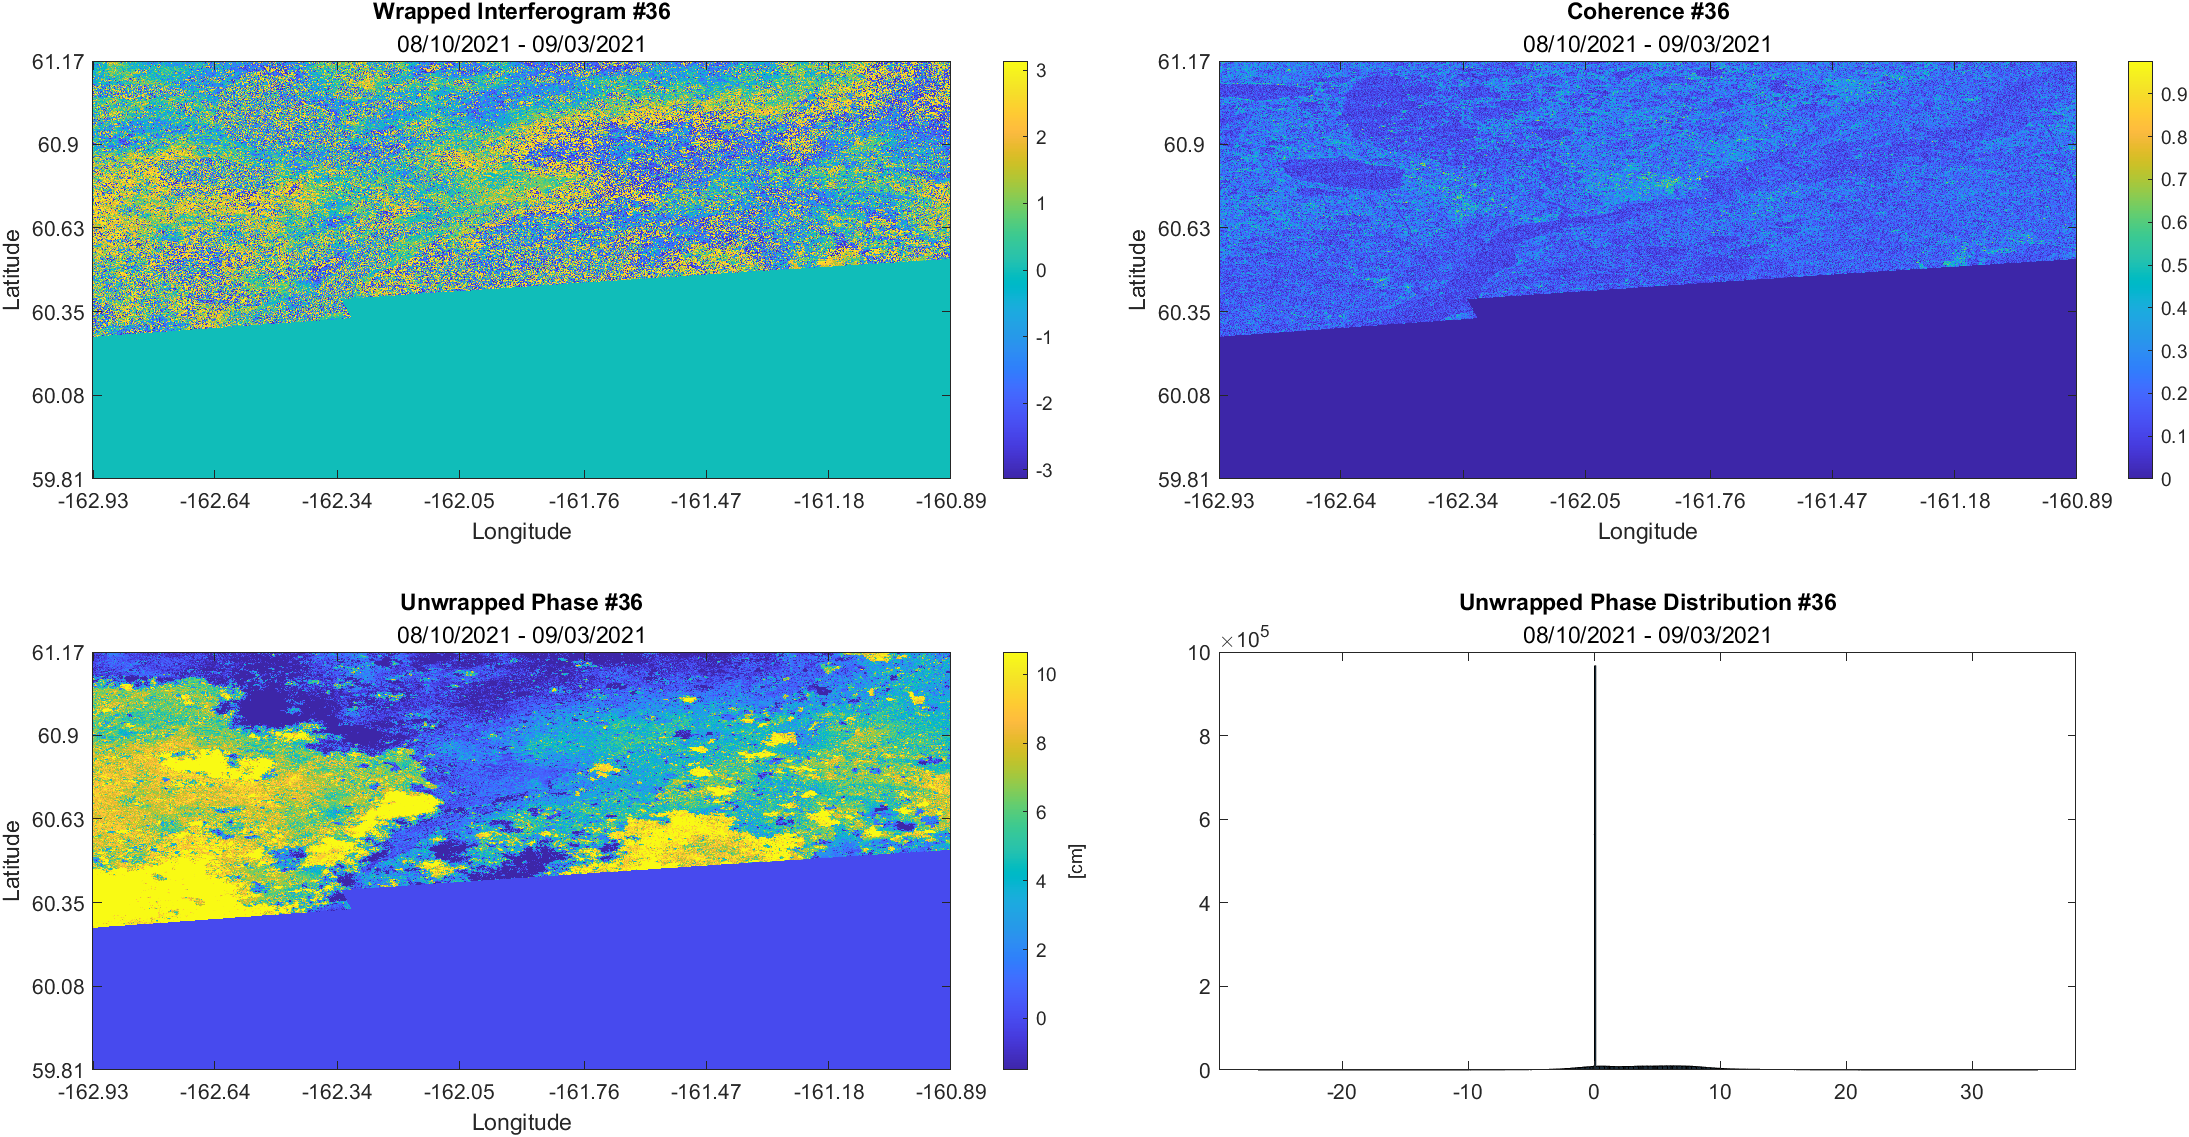 Wrapped Interferogram #36
08/10/2021 - 09/03/2021
61.17
60.9
60.63
60.35
60.08
59.81
Latitude
-162.93 -162.64 -162.34 -162.05 -161.76 -161.47 -161.18 -160.89
Longitude
3
2
1
0
-1
-2
-3
Coherence #36
08/10/2021 - 09/03/2021
61.17
60.9
60.63
60.35
60.08
59.81
Latitude
-162.93 -162.64 -162.34 -162.05 -161.76 -161.47 -161.18 -160.89
Longitude
0.9
0.8
0.7
0.6
0.5
0.4
0.3
0.2
0.1
0
Unwrapped Phase #36
08/10/2021 - 09/03/2021
61.17
60.9
60.63
60.35
60.08
59.81
Latitude
-162.93 -162.64 -162.34 -162.05 -161.76 -161.47 -161.18 -160.89
Longitude
10
8
6
4
2
0
[cm]
Unwrapped Phase Distribution #36
08/10/2021 - 09/03/2021
×10⁵
10
8
6
4
2
0
-20 -10 0 10 20 30